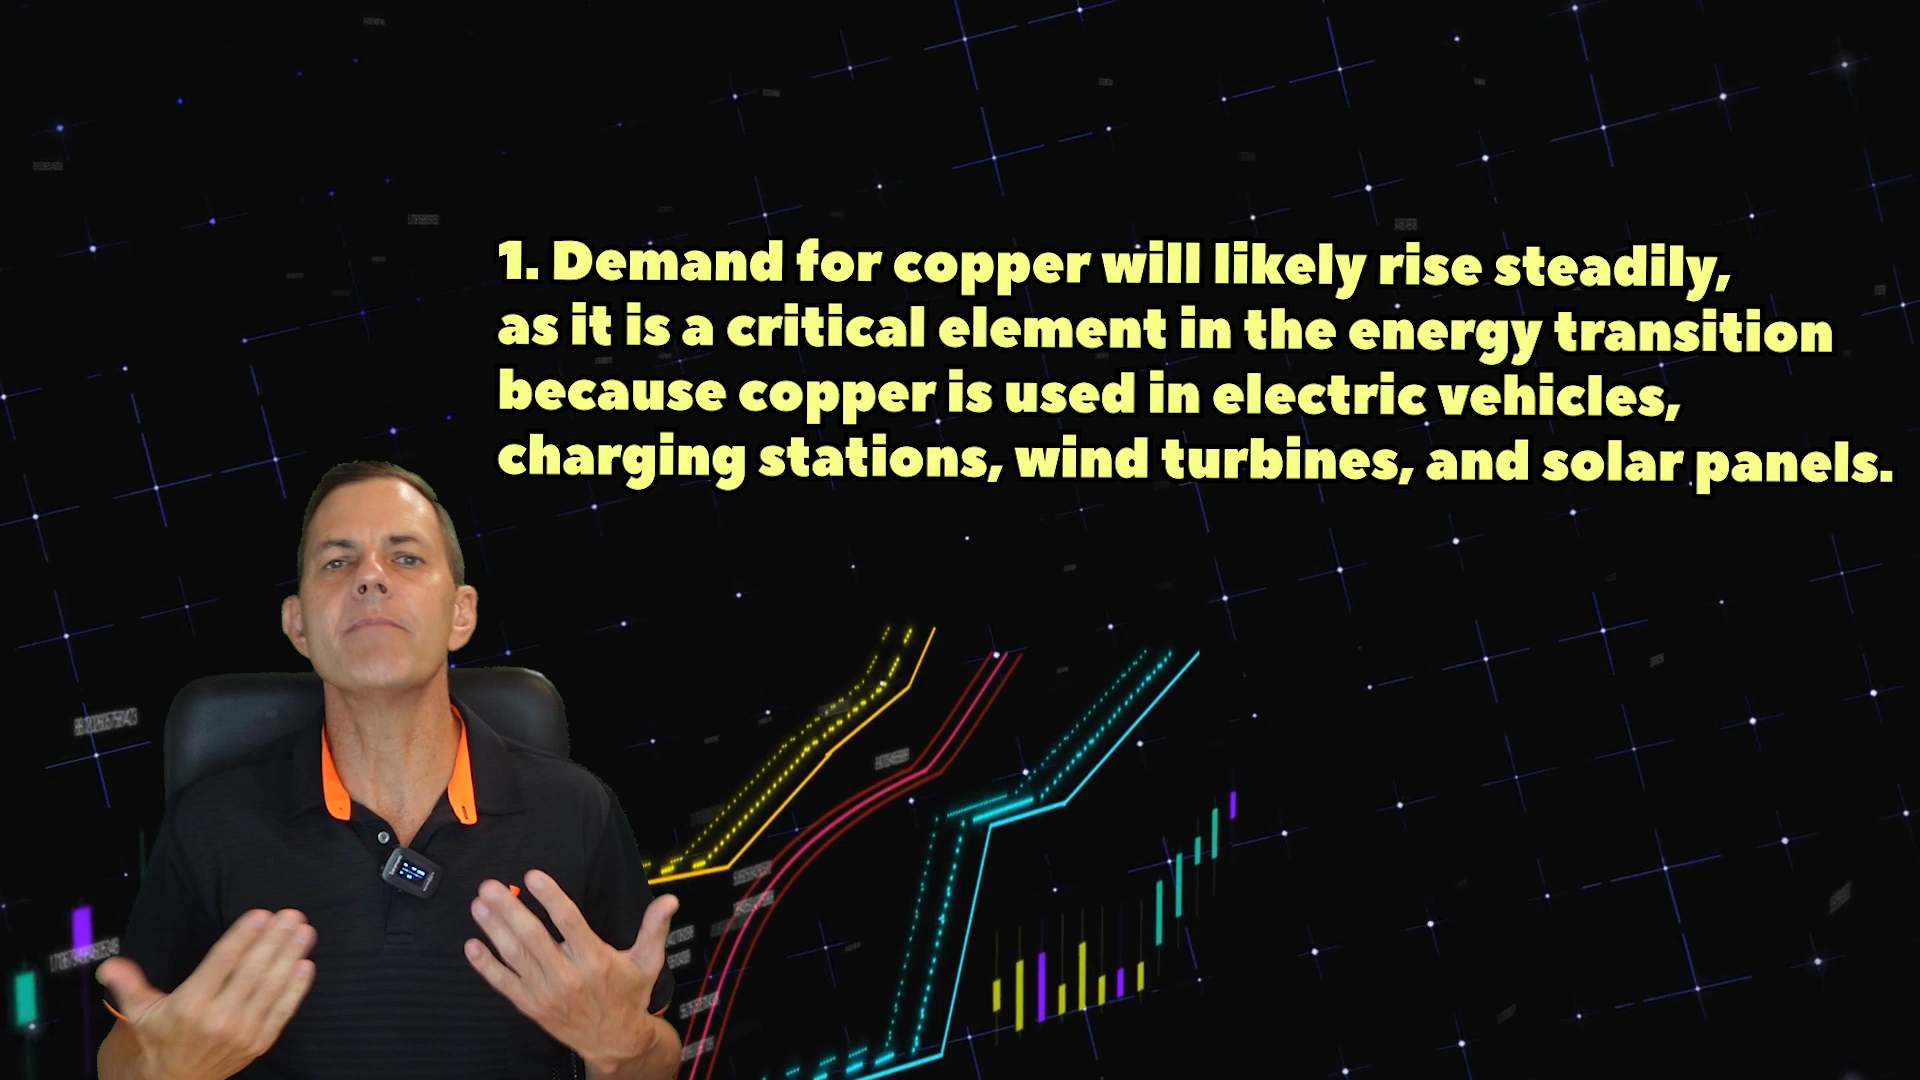 1. Demand for copper will likely rise steadily,
as it is a critical element in the energy transition
because copper is used in electric vehicles,
charging stations, wind turbines, and solar panels.